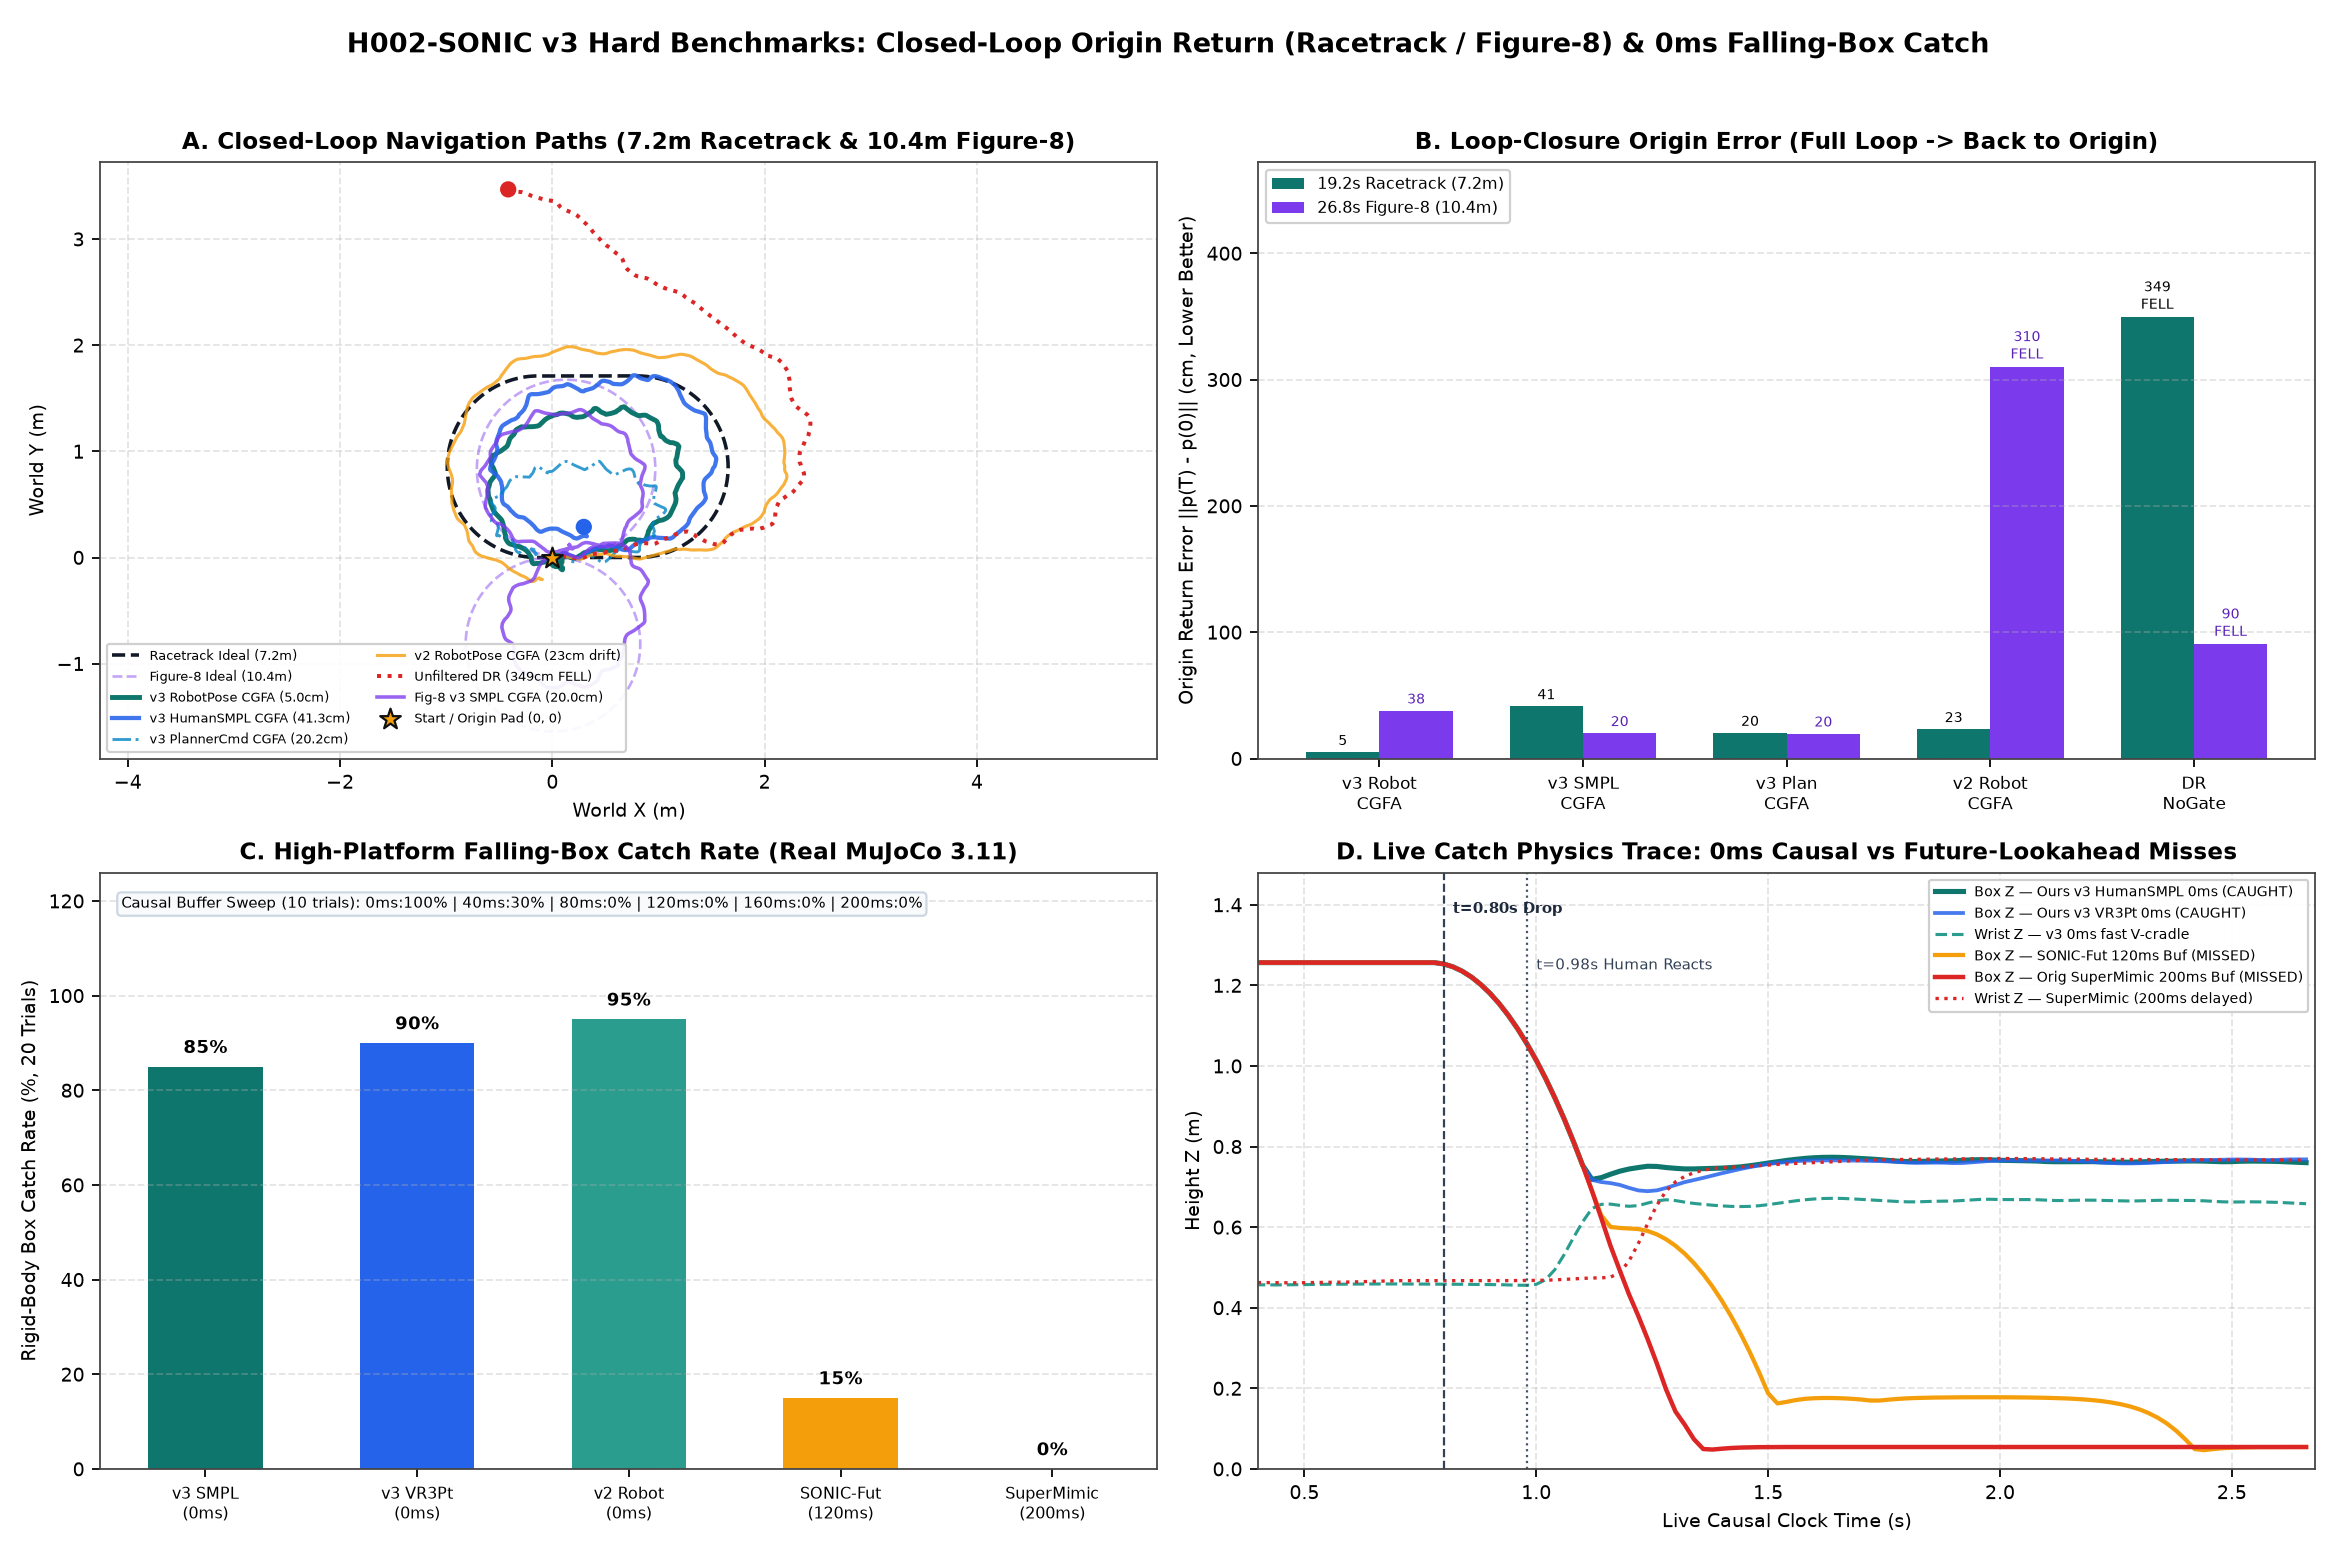 H002-SONIC v3 Hard Benchmarks: Closed-Loop Origin Return (Racetrack / Figure-8) & 0ms Falling-Box Catch
A. Closed-Loop Navigation Paths (7.2m Racetrack & 10.4m Figure-8)
World Y (m)
3
2
1
0
−1
−4
−2
0
2
4
World X (m)
Racetrack Ideal (7.2m)
Figure-8 Ideal (10.4m)
v3 RobotPose CGFA (5.0cm)
v3 HumanSMPL CGFA (41.3cm)
v3 PlannerCmd CGFA (20.2cm)
v2 RobotPose CGFA (23cm drift)
Unfiltered DR (349cm FELL)
Fig-8 v3 SMPL CGFA (20.0cm)
Start / Origin Pad (0, 0)
B. Loop-Closure Origin Error (Full Loop -> Back to Origin)
Origin Return Error ||p(T) - p(0)|| (cm, Lower Better)
19.2s Racetrack (7.2m)
26.8s Figure-8 (10.4m)
400
300
200
100
0
5
38
41
20
20
20
23
310
FELL
349
FELL
90
FELL
v3 Robot
CGFA
v3 SMPL
CGFA
v3 Plan
CGFA
v2 Robot
CGFA
DR
NoGate
C. High-Platform Falling-Box Catch Rate (Real MuJoCo 3.11)
Rigid-Body Box Catch Rate (%, 20 Trials)
Causal Buffer Sweep (10 trials): 0ms:100% | 40ms:30% | 80ms:0% | 120ms:0% | 160ms:0% | 200ms:0%
120
100
80
60
40
20
0
85%
90%
95%
15%
0%
v3 SMPL
(0ms)
v3 VR3Pt
(0ms)
v2 Robot
(0ms)
SONIC-Fut
(120ms)
SuperMimic
(200ms)
D. Live Catch Physics Trace: 0ms Causal vs Future-Lookahead Misses
Height Z (m)
1.4
1.2
1.0
0.8
0.6
0.4
0.2
0.0
t=0.80s Drop
t=0.98s Human Reacts
Box Z — Ours v3 HumanSMPL 0ms (CAUGHT)
Box Z — Ours v3 VR3Pt 0ms (CAUGHT)
Wrist Z — v3 0ms fast V-cradle
Box Z — SONIC-Fut 120ms Buf (MISSED)
Box Z — Orig SuperMimic 200ms Buf (MISSED)
Wrist Z — SuperMimic (200ms delayed)
0.5
1.0
1.5
2.0
2.5
Live Causal Clock Time (s)